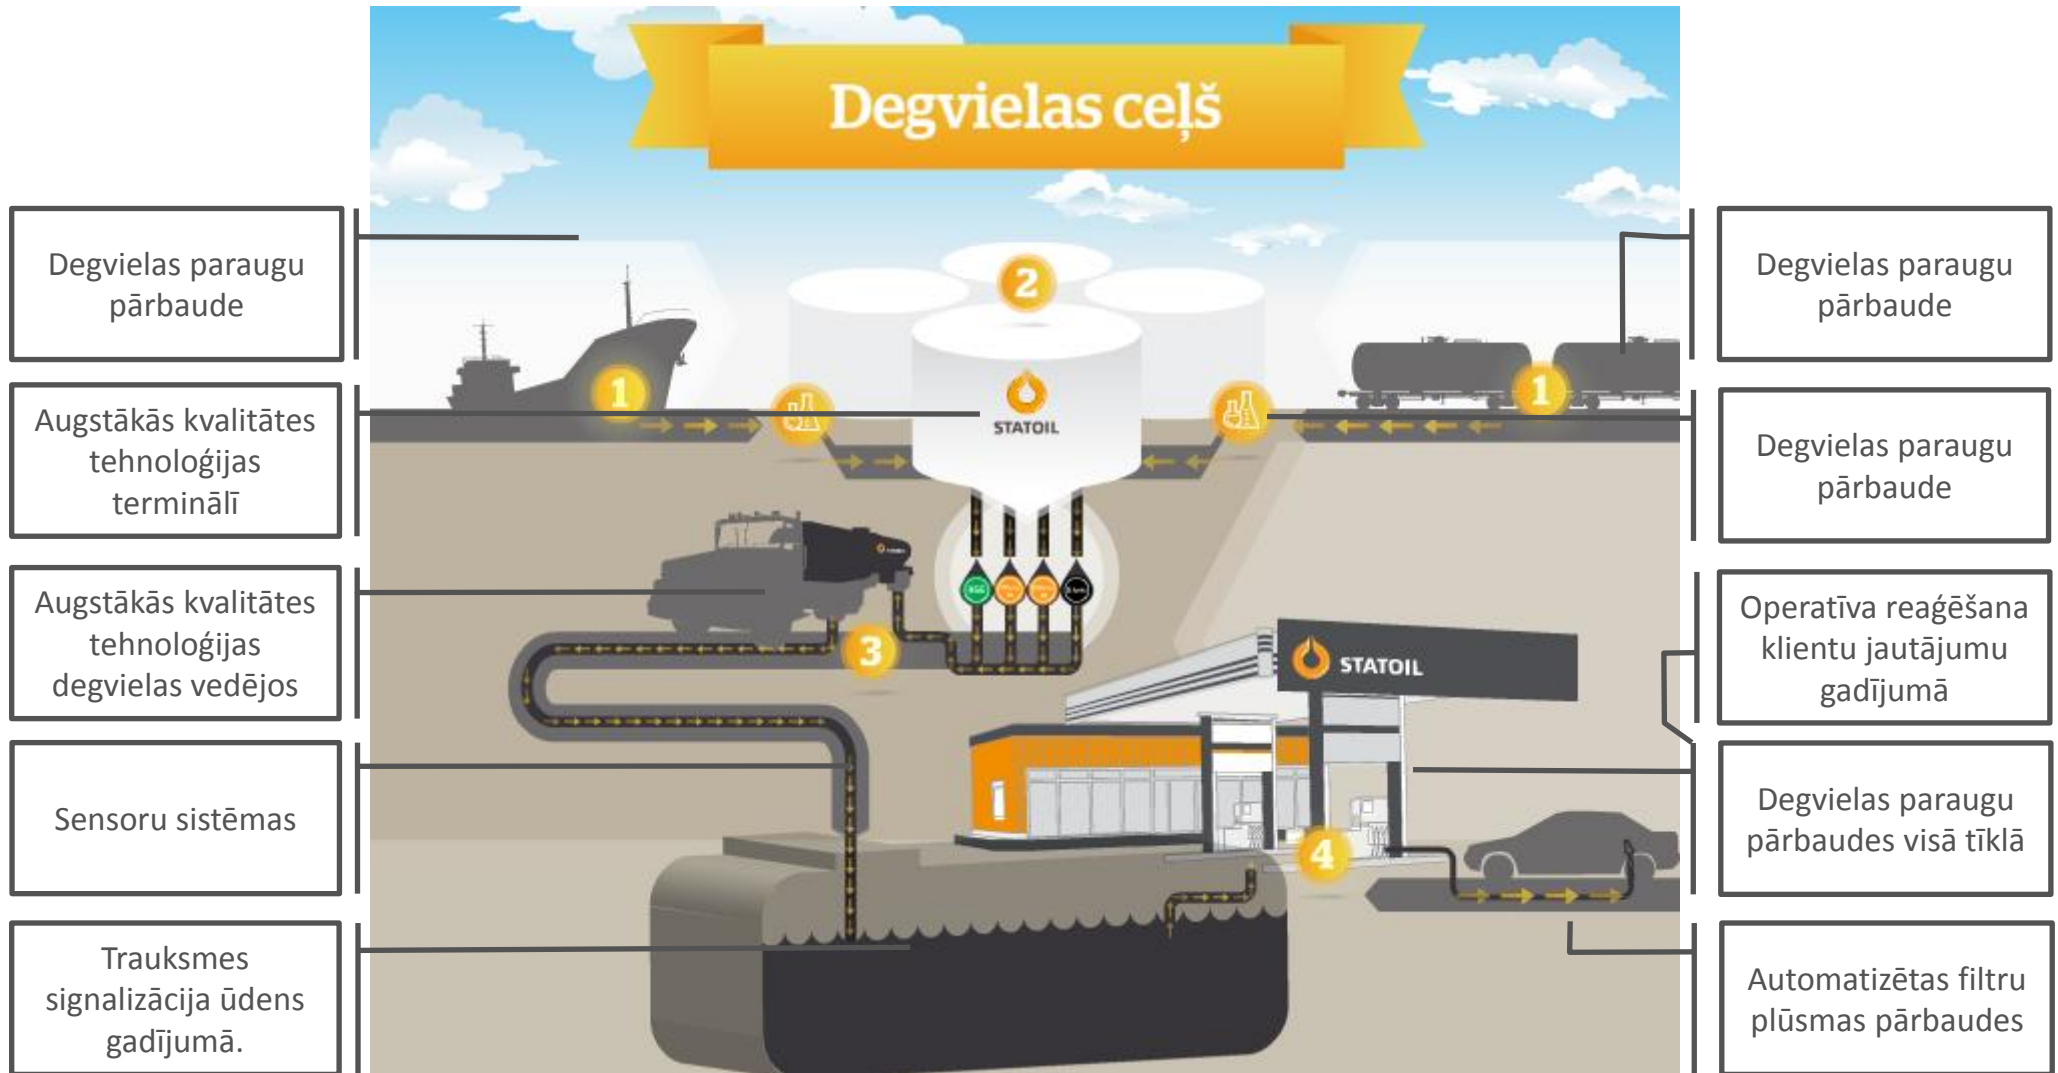 Degvielas ceļš
Degvielas paraugu
pārbaude
Augstākās kvalitātes
tehnoloģijas
terminālī
Augstākās kvalitātes
tehnoloģijas
degvielas vedējos
Sensoru sistēmas
Trauksmes
signalizācija ūdens
gadījumā.
2
1
1
STATOIL
3
STATOIL
4
Degvielas paraugu
pārbaude
Degvielas paraugu
pārbaude
Operatīva reaģēšana
klientu jautājumu
gadījumā
Degvielas paraugu
pārbaudes visā tīklā
Automatizētas filtru
plūsmas pārbaudes